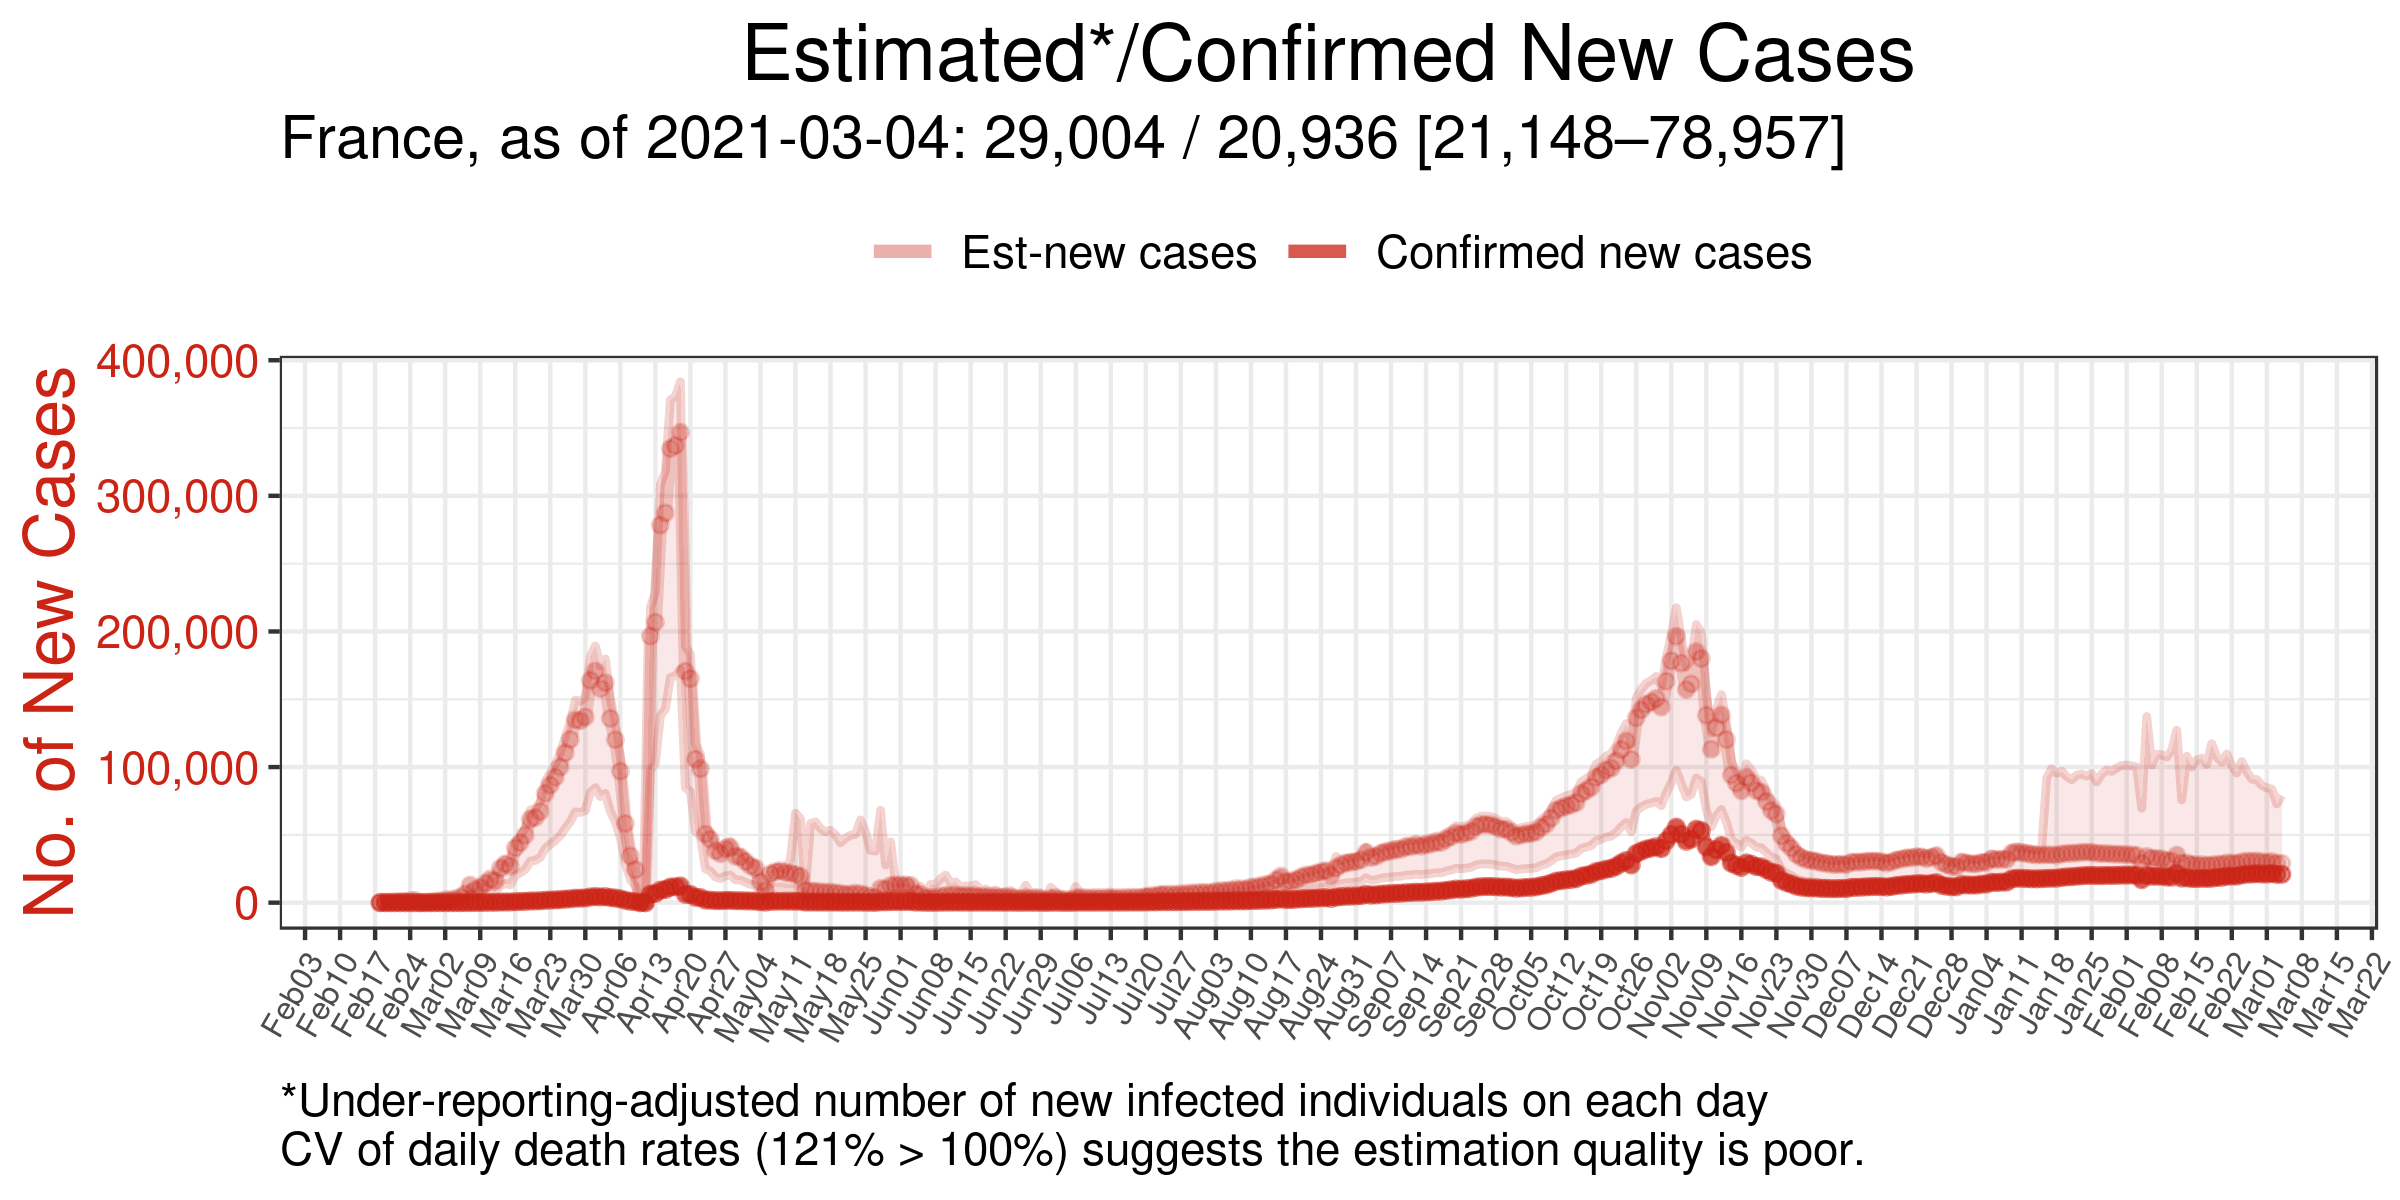 Estimated*/Confirmed New Cases
France, as of 2021-03-04: 29,004 / 20,936 [21,148–78,957]
Est-new cases Confirmed new cases
No. of New Cases
400,000
300,000
200,000
100,000
0
Feb03 Feb10 Feb17 Feb24 Mar02 Mar09 Mar16 Mar23 Mar30 Apr06 Apr13 Apr20 Apr27 May04 May11 May18 May25 Jun01 Jun08 Jun15 Jun22 Jun29 Jul06 Jul13 Jul20 Jul27 Aug03 Aug10 Aug17 Aug24 Aug31 Sep07 Sep14 Sep21 Sep28 Oct05 Oct12 Oct19 Oct26 Nov02 Nov09 Nov16 Nov23 Nov30 Dec07 Dec14 Dec21 Dec28 Jan04 Jan11 Jan18 Jan25 Feb01 Feb08 Feb15 Feb22 Mar01 Mar08 Mar15 Mar22
*Under-reporting-adjusted number of new infected individuals on each day
CV of daily death rates (121% > 100%) suggests the estimation quality is poor.